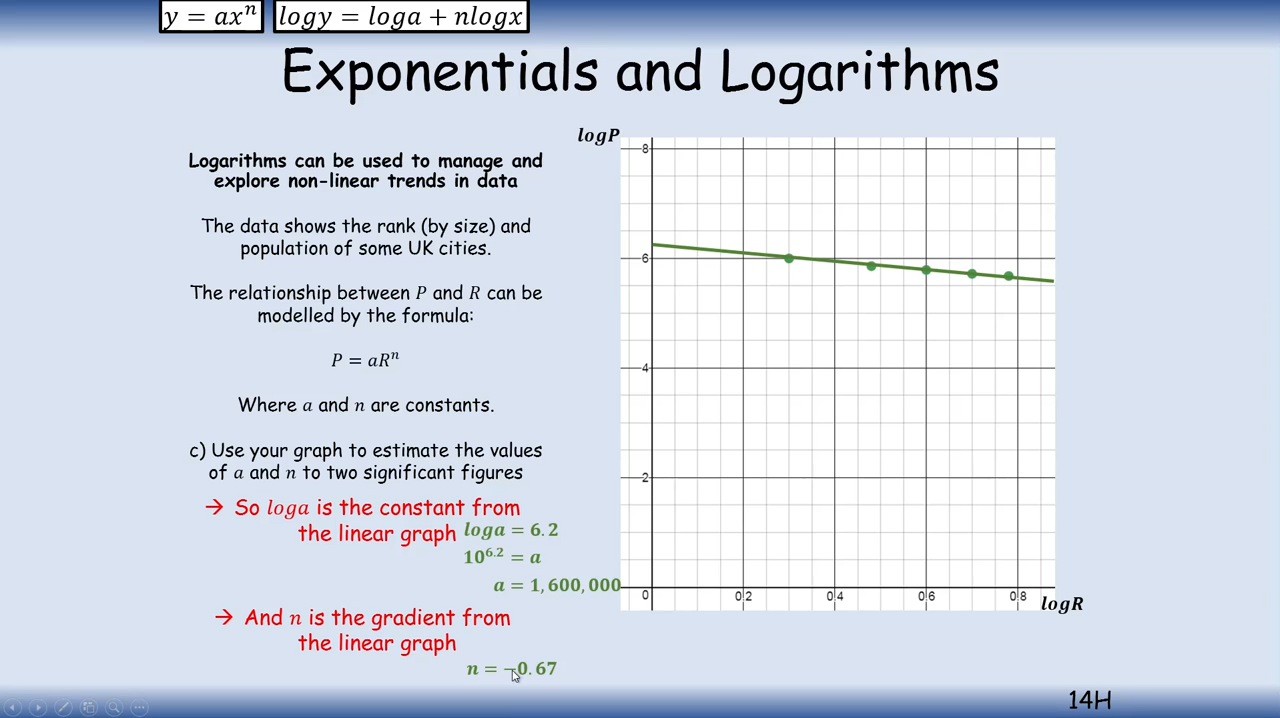 y = axⁿ
logy = loga + nlogx
Exponentials and Logarithms
Logarithms can be used to manage and
explore non-linear trends in data
The data shows the rank (by size) and
population of some UK cities.
The relationship between P and R can be
modelled by the formula:
P = aRⁿ
Where a and n are constants.
c) Use your graph to estimate the values
of a and n to two significant figures
→ So loga is the constant from
the linear graph
loga = 6.2
10^6.2 = a
a = 1,600,000
→ And n is the gradient from
the linear graph
n = −0.67
logP
8
6
4
2
0
0.2
0.4
0.6
0.8
logR
14H